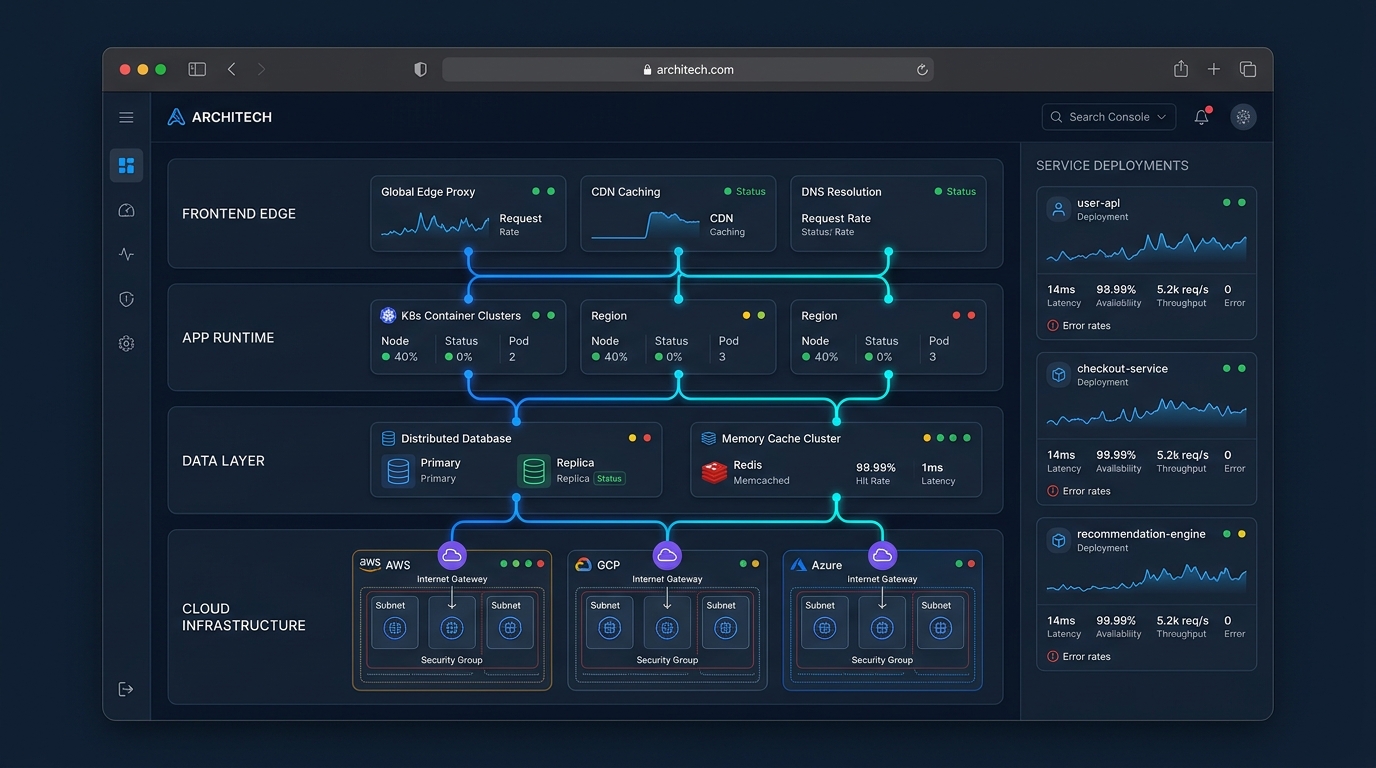 architech.com
ARCHITECH
Search Console
FRONTEND EDGE
Global Edge Proxy
Request
Rate
CDN Caching
Status
CDN
Caching
DNS Resolution
Status
Request Rate
Status/ Rate
APP RUNTIME
K8s Container Clusters
Node
Status
Pod
40%
0%
2
Region
Node
Status
Pod
40%
0%
3
Region
Node
Status
Pod
40%
0%
3
DATA LAYER
Distributed Database
Primary
Primary
Replica
Replica
Status
Memory Cache Cluster
Redis
Memcached
98.99%
Hit Rate
1ms
Latency
CLOUD
INFRASTRUCTURE
aws AWS
Internet Gateway
Subnet
Subnet
Security Group
GCP
Internet Gateway
Subnet
Subnet
Security Group
Azure
Internet Gateway
Subnet
Subnet
Security Group
SERVICE DEPLOYMENTS
user-apl
Deployment
14ms
98.99%
5.2k req/s
0
Latency
Availability
Throughput
Error
Error rates
checkout-service
Deployment
14ms
99.99%
5.2k req/s
0
Latency
Availability
Throughput
Error
Error rates
recommendation-engine
Deployment
14ms
99.99%
5.2k req/s
0
Latency
Availability
Throughput
Error
Error rates